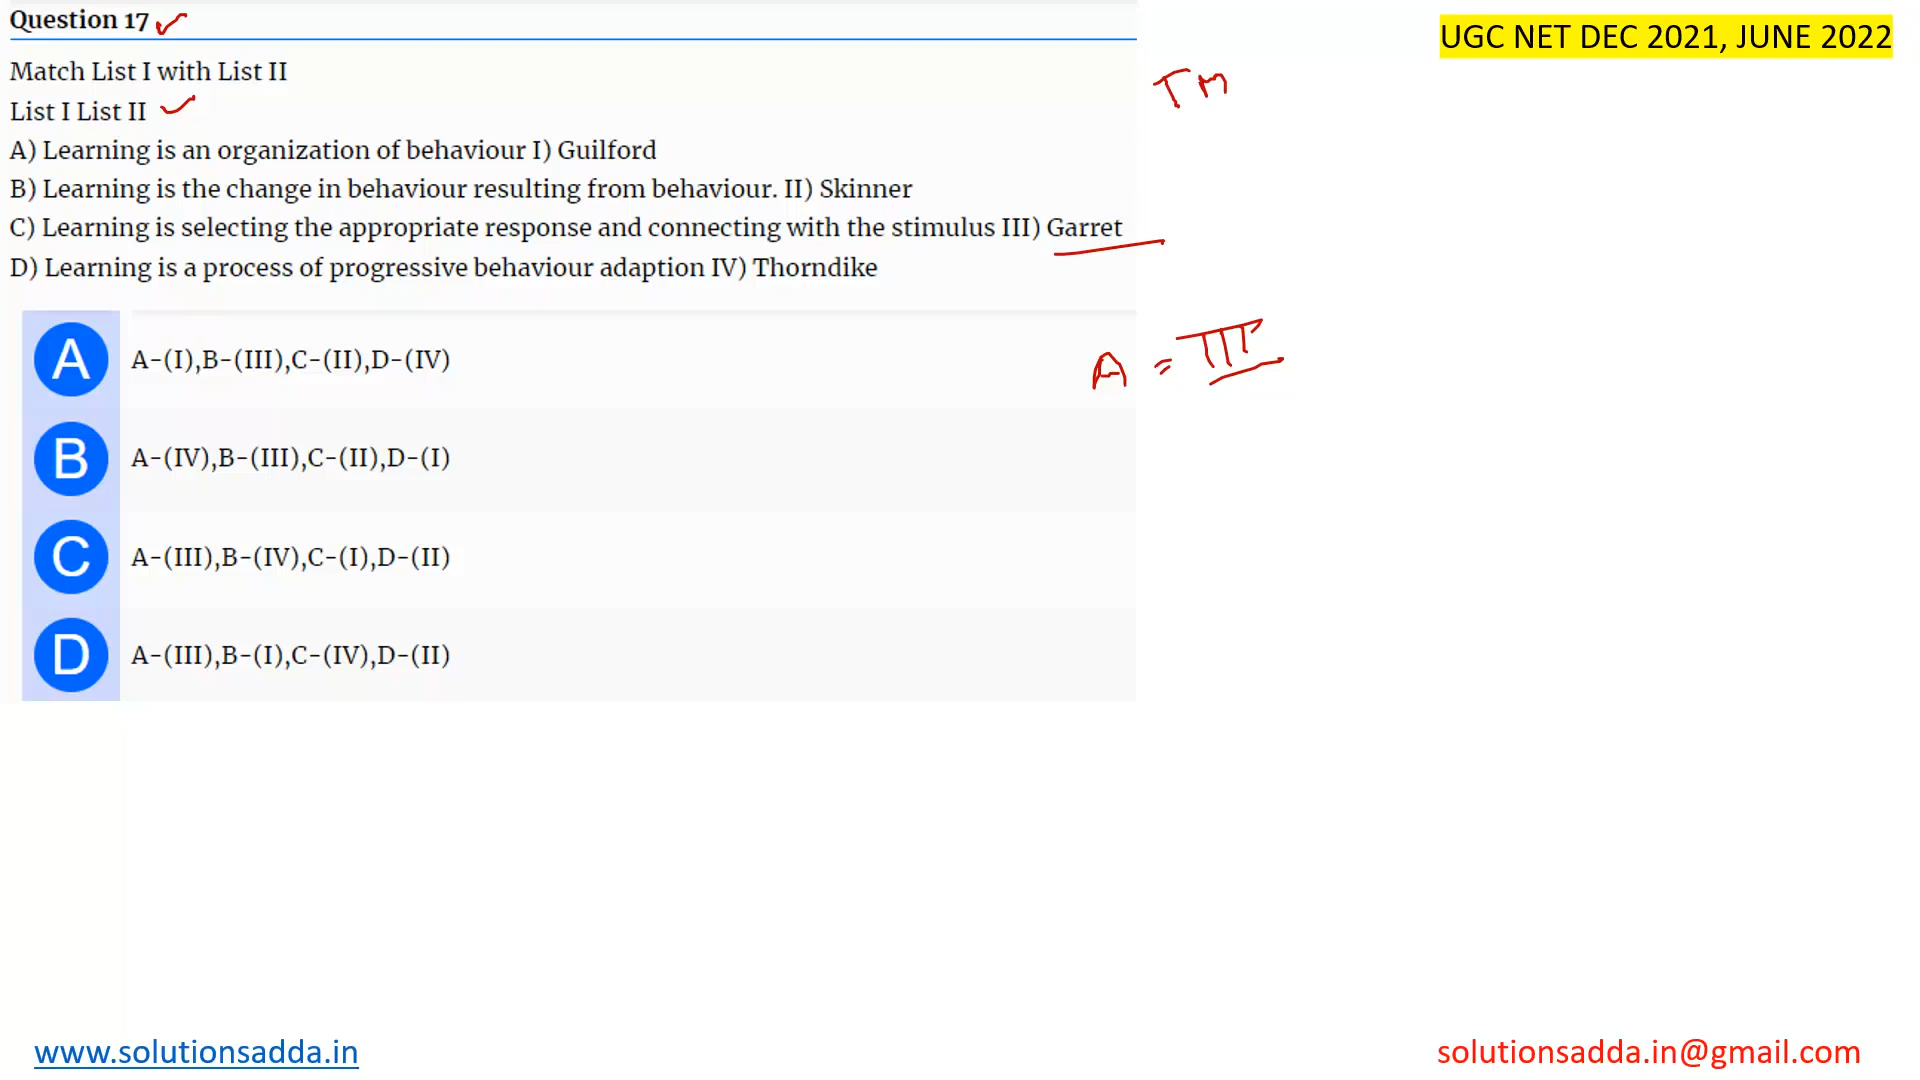 Question 17
UGC NET DEC 2021, JUNE 2022
Match List I with List II
Tm
List I List II
A) Learning is an organization of behaviour I) Guilford
B) Learning is the change in behaviour resulting from behaviour. II) Skinner
C) Learning is selecting the appropriate response and connecting with the stimulus III) Garret
D) Learning is a process of progressive behaviour adaption IV) Thorndike
A A-(I),B-(III),C-(II),D-(IV)
A = III
B A-(IV),B-(III),C-(II),D-(I)
C A-(III),B-(IV),C-(I),D-(II)
D A-(III),B-(I),C-(IV),D-(II)
www.solutionsadda.in
solutionsadda.in@gmail.com